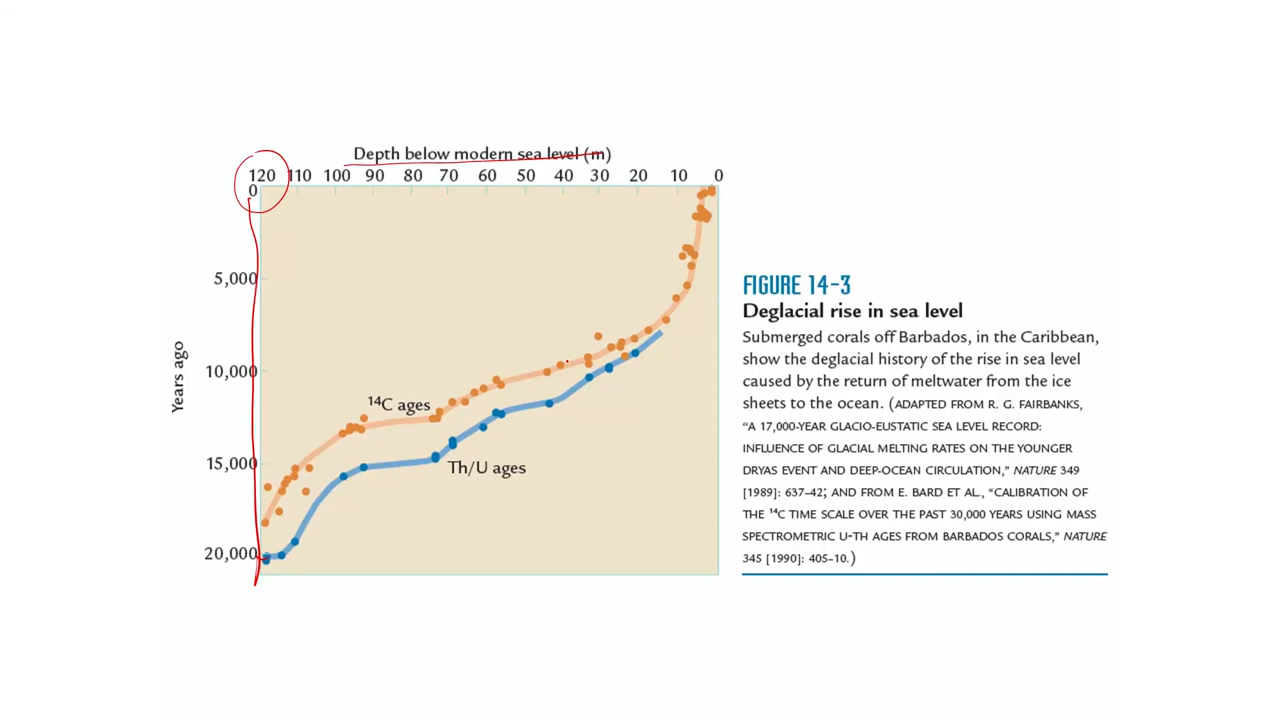 Depth below modern sea level (m)
120 110 100 90 80 70 60 50 40 30 20 10 0
0
5,000
10,000
15,000
20,000
Years ago
¹⁴C ages
Th/U ages
FIGURE 14-3
Deglacial rise in sea level
Submerged corals off Barbados, in the Caribbean,
show the deglacial history of the rise in sea level
caused by the return of meltwater from the ice
sheets to the ocean. (ADAPTED FROM R. G. FAIRBANKS,
“A 17,000-YEAR GLACIO-EUSTATIC SEA LEVEL RECORD:
INFLUENCE OF GLACIAL MELTING RATES ON THE YOUNGER
DRYAS EVENT AND DEEP-OCEAN CIRCULATION,” NATURE 349
[1989]: 637–42; AND FROM E. BARD ET AL., “CALIBRATION OF
THE ¹⁴C TIME SCALE OVER THE PAST 30,000 YEARS USING MASS
SPECTROMETRIC U-TH AGES FROM BARBADOS CORALS,” NATURE
345 [1990]: 405–10.)